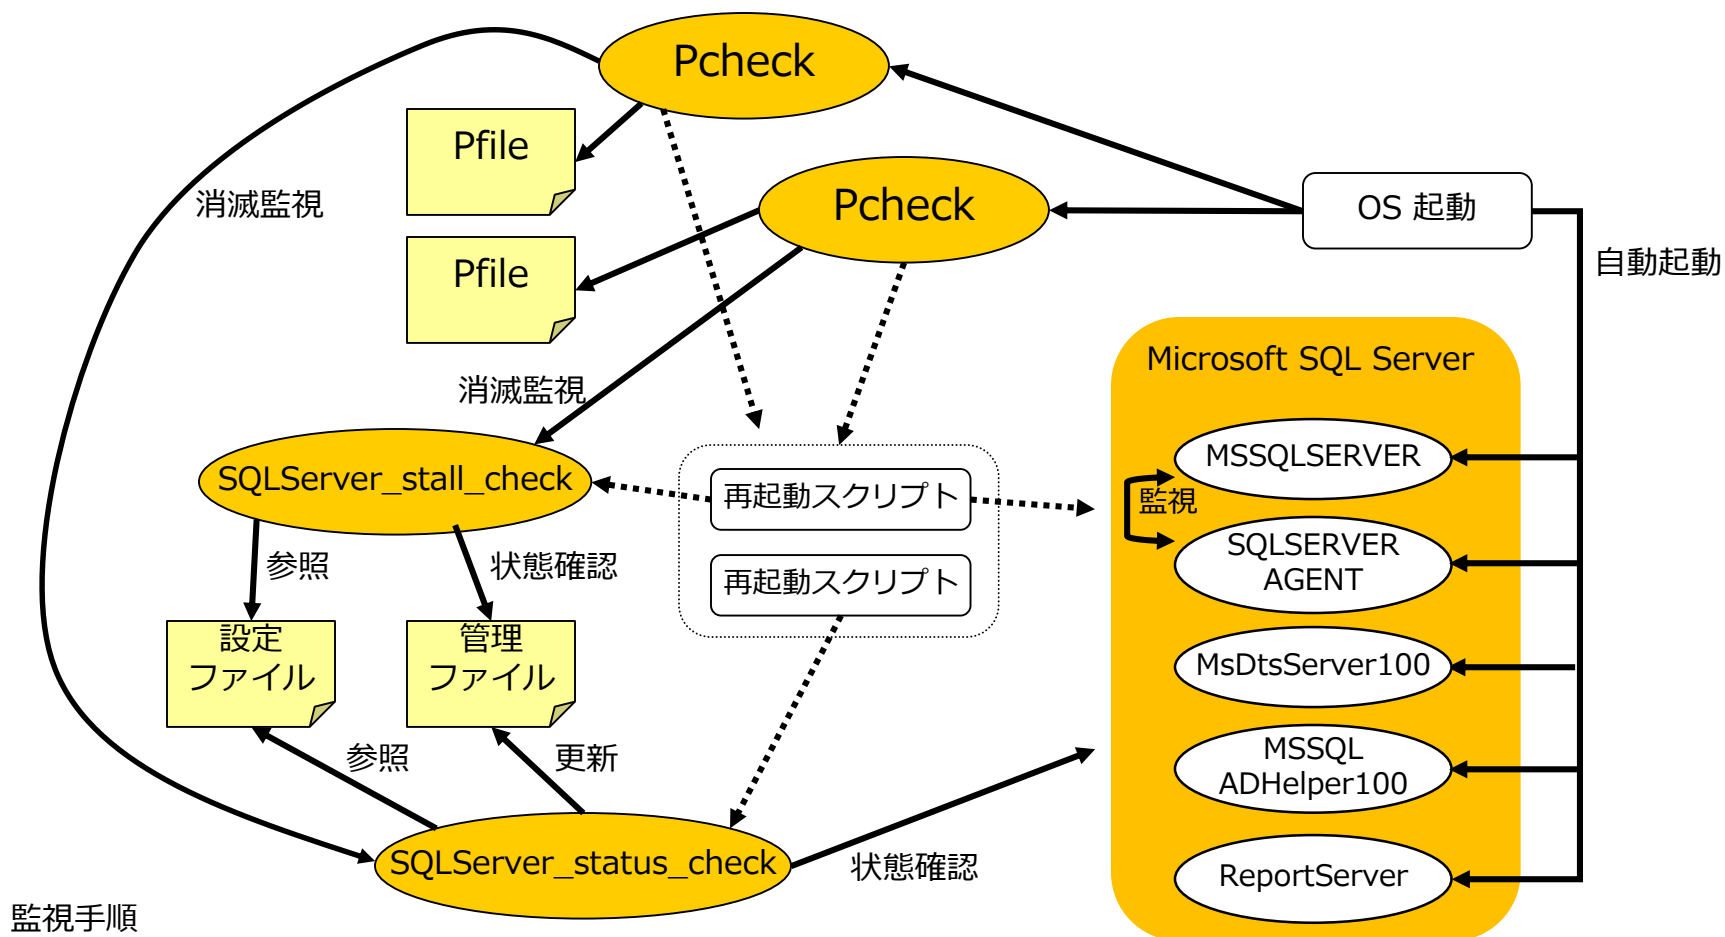 Pcheck
Pfile
消滅監視
Pcheck
OS 起動
自動起動
Pfile
Microsoft SQL Server
消滅監視
MSSQLSERVER
SQLServer_stall_check
再起動スクリプト
監視
SQLSERVER
AGENT
参照
状態確認
再起動スクリプト
設定
ファイル
管理
ファイル
MsDtsServer100
参照
更新
MSSQL
ADHelper100
SQLServer_status_check
状態確認
ReportServer
監視手順